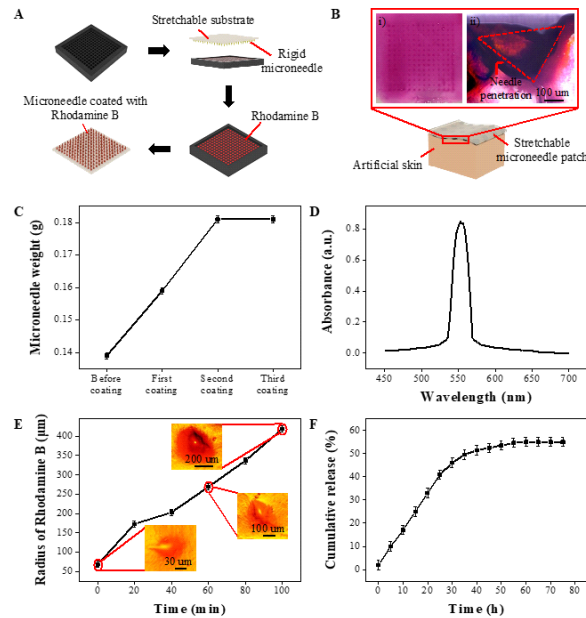 A
Stretchable substrate
Rigid
microneedle
Microneedle coated with
Rhodamine B
Rhodamine B
B
i)
ii)
Needle
penetration
100 um
Artificial skin
Stretchable
microneedle patch
C
Microneedle weight (g)
0.18
0.17
0.16
0.15
0.14
Before
coating
First
coating
Second
coating
Third
coating
D
Absorbance (a.u.)
0.8
0.6
0.4
0.2
0.0
450
500
550
600
650
700
Wavelength (nm)
E
Radius of Rhodamine B (μm)
400
350
300
250
200
150
100
50
200 um
100 um
30 um
0
20
40
60
80
100
Time (min)
F
Cumulative release (%)
80
70
60
50
40
30
20
10
0
0
10
20
30
40
50
60
70
80
Time (h)